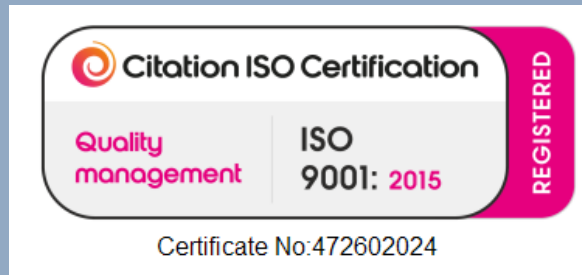 Citation ISO Certification
Quality
management
ISO
9001: 2015
REGISTERED
Certificate No:472602024